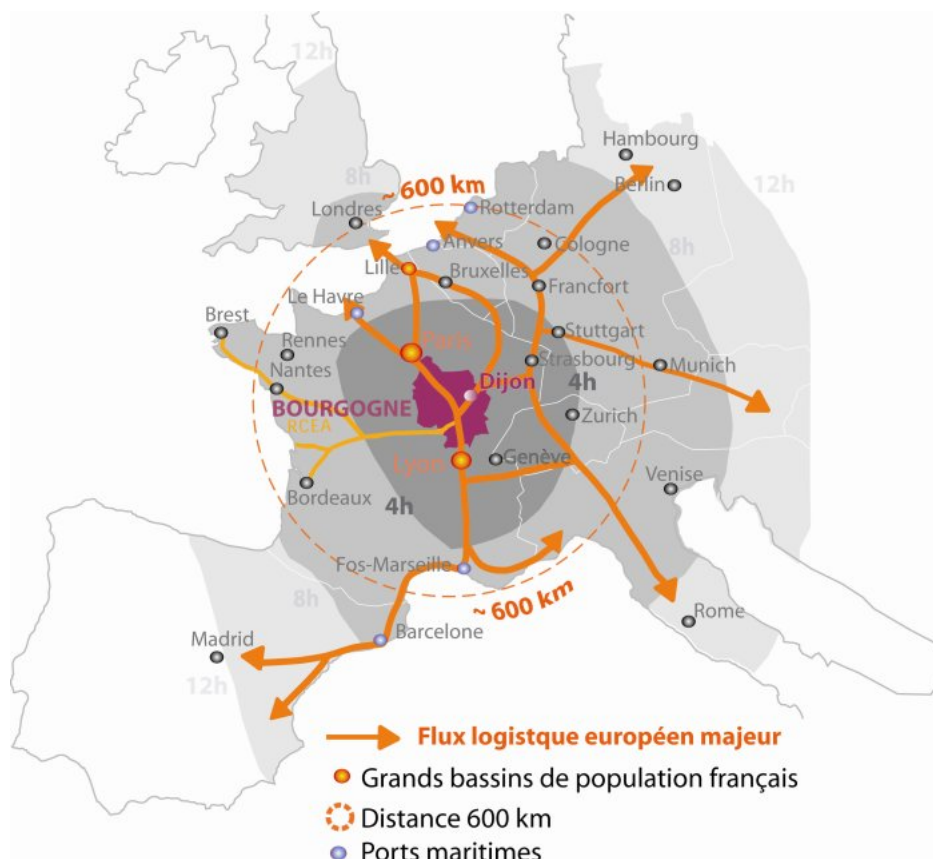 12h
Hambourg
Berlin
12h
8h
~ 600 km
Londres
Rotterdam
8h
Anvers
Cologne
Lille
Bruxelles
Francfort
Le Havre
Brest
Paris
Stuttgart
Rennes
Strasbourg
Munich
Nantes
Dijon
4h
BOURGOGNE
Zurich
RCEA
Lyon
Genève
Venise
Bordeaux
4h
Fos-Marseille
~ 600 km
8h
Rome
Madrid
Barcelone
12h
Flux logistque européen majeur
Grands bassins de population français
Distance 600 km
Ports maritimes